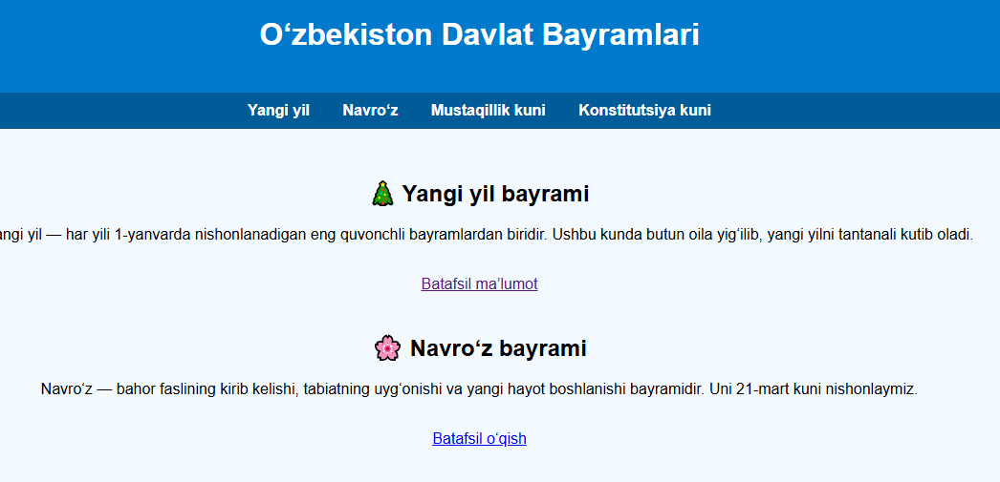 O‘zbekiston Davlat Bayramlari
Yangi yil Navro‘z Mustaqillik kuni Konstitutsiya kuni
Yangi yil bayrami
yil — har yili 1-yanvarda nishonlanadigan eng quvonchli bayramlardan biridir. Ushbu kunda butun oila yig‘ilib, yangi yilni tantanali kutib oladi.
Batafsil ma’lumot
Navro‘z bayrami
Navro‘z — bahor faslining kirib kelishi, tabiatning uyg‘onishi va yangi hayot boshlanishi bayramidir. Uni 21-mart kuni nishonlaymiz.
Batafsil o‘qish